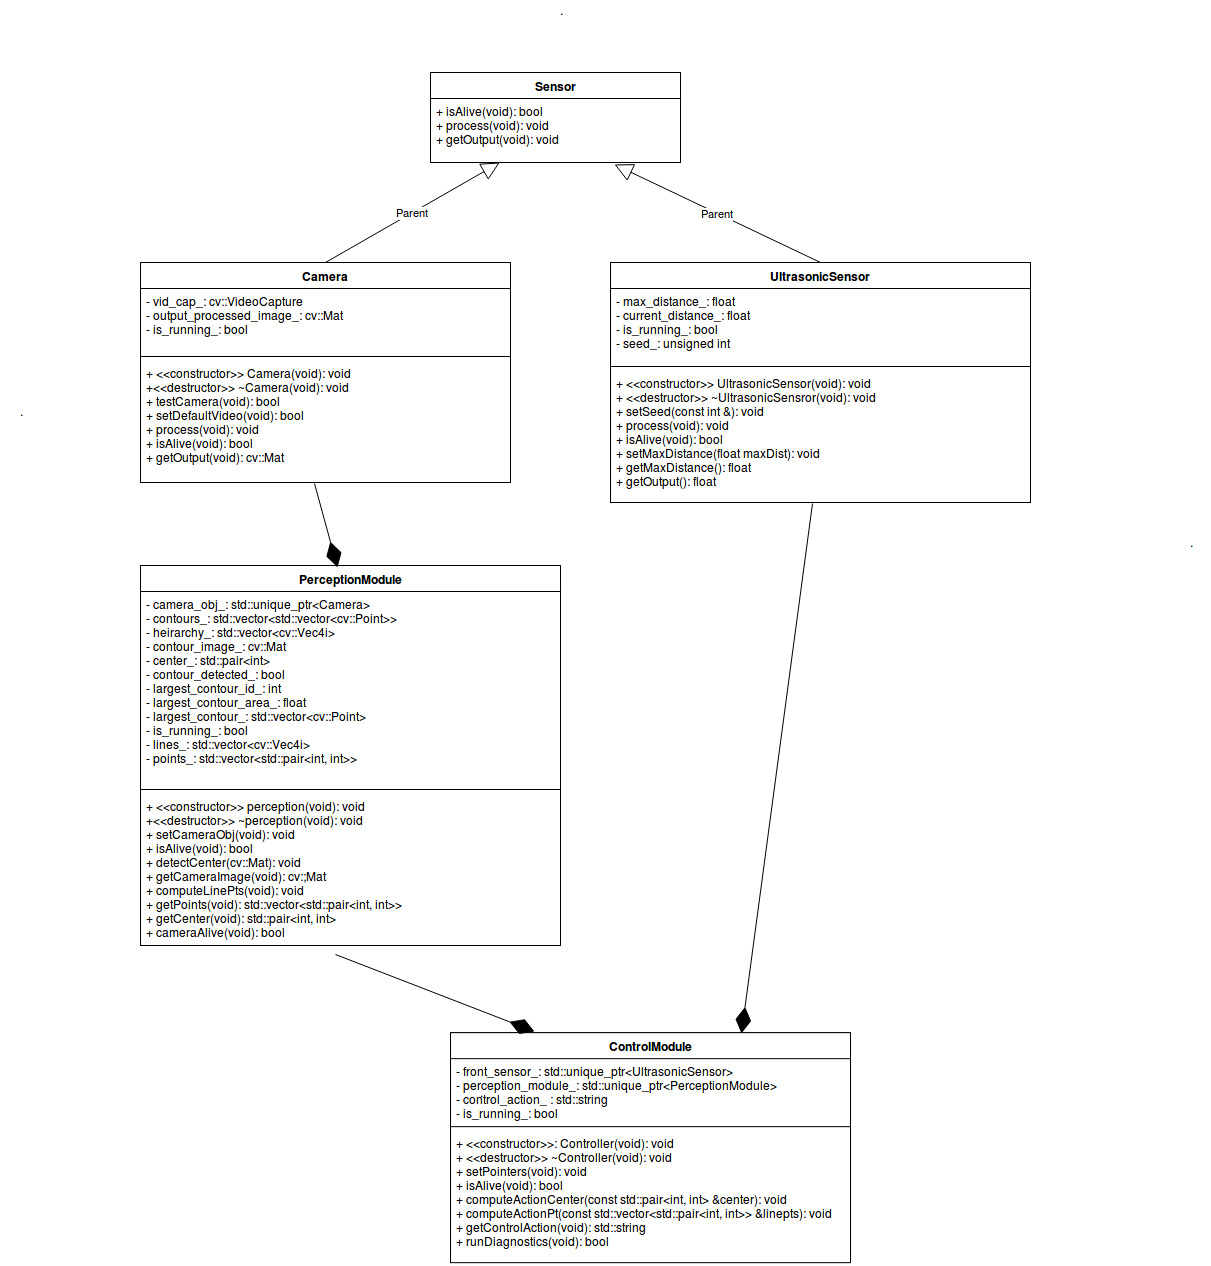 Sensor
+ isAlive(void): bool
+ process(void): void
+ getOutput(void): void
Parent
Parent
Camera
- vid_cap_: cv::VideoCapture
- output_processed_image_: cv::Mat
- is_running_: bool
+ <<constructor>> Camera(void): void
+<<destructor>> ~Camera(void): void
+ testCamera(void): bool
+ setDefaultVideo(void): bool
+ process(void): void
+ isAlive(void): bool
+ getOutput(void): cv::Mat
UltrasonicSensor
- max_distance_: float
- current_distance_: float
- is_running_: bool
- seed_: unsigned int
+ <<constructor>> UltrasonicSensor(void): void
+ <<destructor>> ~UltrasonicSensror(void): void
+ setSeed(const int &): void
+ process(void): void
+ isAlive(void): bool
+ setMaxDistance(float maxDist): void
+ getMaxDistance(): float
+ getOutput(): float
PerceptionModule
- camera_obj_: std::unique_ptr<Camera>
- contours_: std::vector<std::vector<cv::Point>>
- heirarchy_: std::vector<cv::Vec4i>
- contour_image_: cv::Mat
- center_: std::pair<int>
- contour_detected_: bool
- largest_contour_id_: int
- largest_contour_area_: float
- largest_contour_: std::vector<cv::Point>
- is_running_: bool
- lines_: std::vector<cv::Vec4i>
- points_: std::vector<std::pair<int, int>>
+ <<constructor>> perception(void): void
+<<destructor>> ~perception(void): void
+ setCameraObj(void): void
+ isAlive(void): bool
+ detectCenter(cv::Mat): void
+ getCameraImage(void): cv:;Mat
+ computeLinePts(void): void
+ getPoints(void): std::vector<std::pair<int, int>>
+ getCenter(void): std::pair<int, int>
+ cameraAlive(void): bool
ControlModule
- front_sensor_: std::unique_ptr<UltrasonicSensor>
- perception_module_: std::unique_ptr<PerceptionModule>
- control_action_ : std::string
- is_running_: bool
+ <<constructor>>: Controller(void): void
+ <<destructor>> ~Controller(void): void
+ setPointers(void): void
+ isAlive(void): bool
+ computeActionCenter(const std::pair<int, int> &center): void
+ computeActionPt(const std::vector<std::pair<int, int>> &linepts): void
+ getControlAction(void): std::string
+ runDiagnostics(void): bool